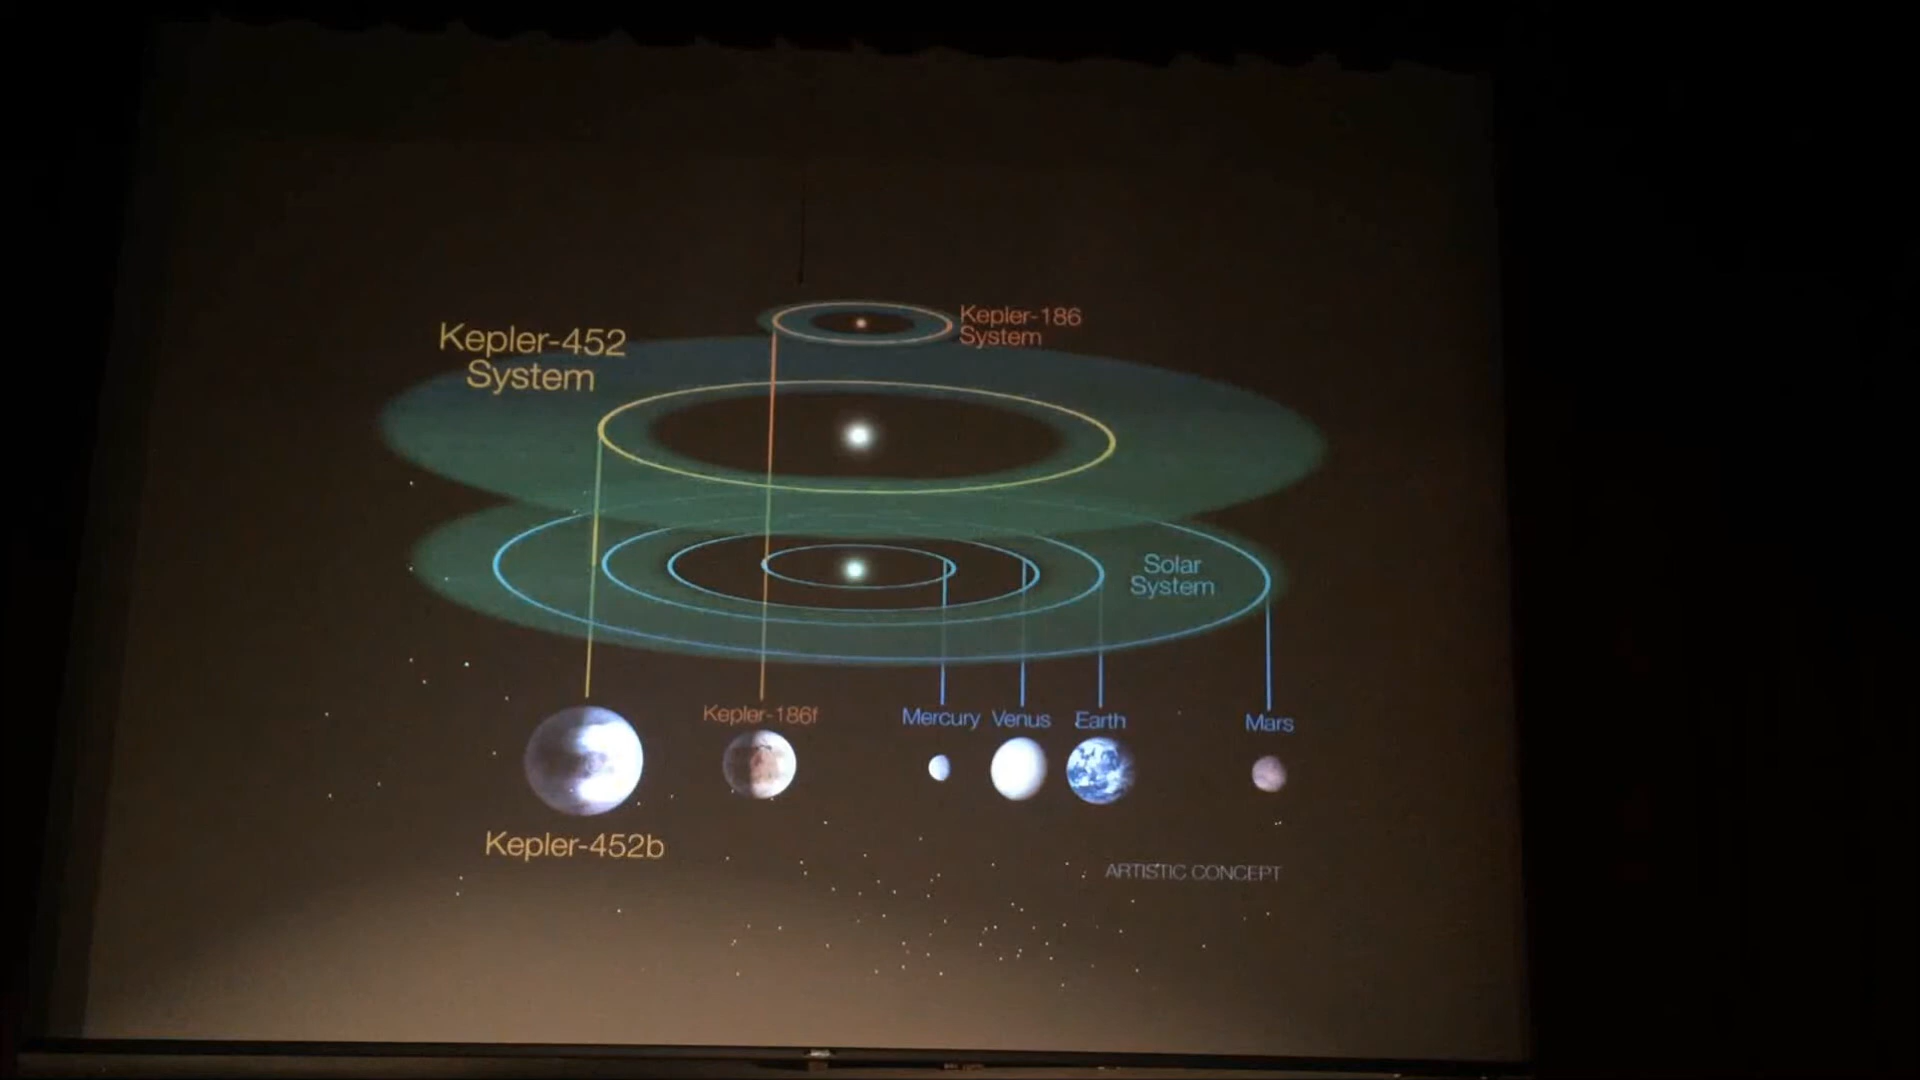 Kepler-186
System
Kepler-452
System
Solar
System
Kepler-186f
Mercury
Venus
Earth
Mars
Kepler-452b
ARTISTIC CONCEPT